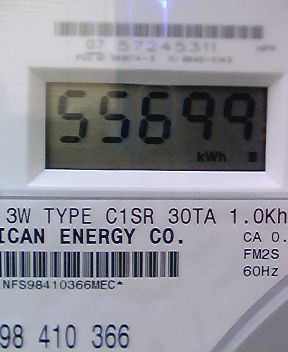 07 57245311
55699
kWh
3W TYPE C1SR 30TA 1.0Kh
ICAN ENERGY CO.
CA 0.
FM2S
60Hz
*NFS98410366MEC*
98 410 366